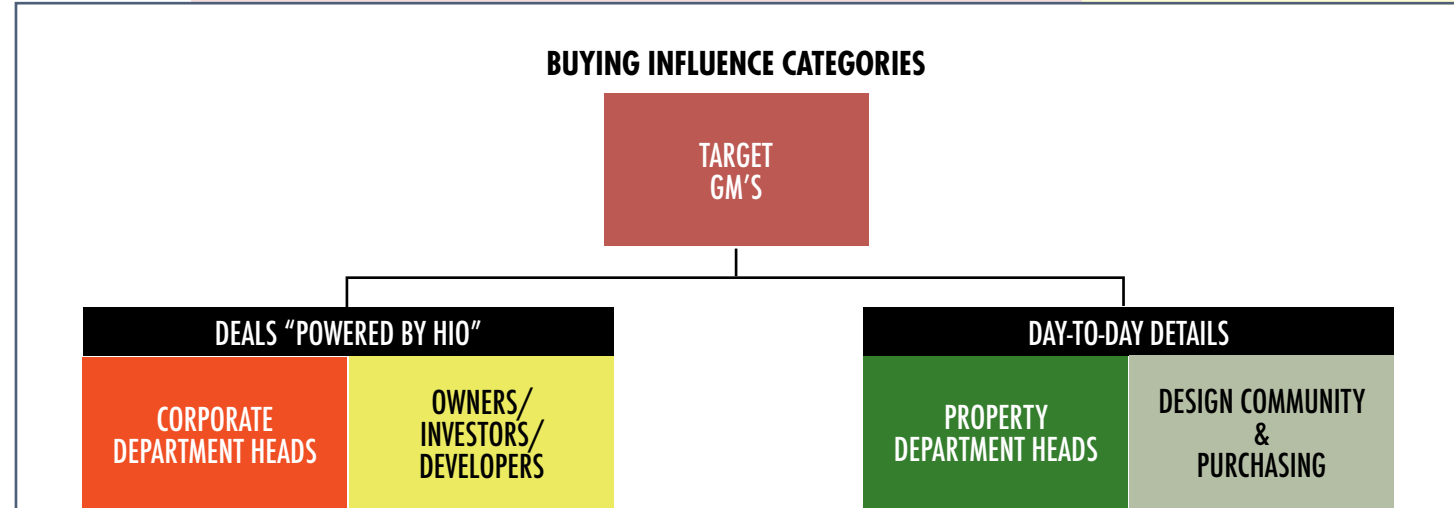 BUYING INFLUENCE CATEGORIES
TARGET
GM'S
DEALS “POWERED BY HIO”
CORPORATE
DEPARTMENT HEADS
OWNERS/
INVESTORS/
DEVELOPERS
DAY-TO-DAY DETAILS
PROPERTY
DEPARTMENT HEADS
DESIGN COMMUNITY
&
PURCHASING